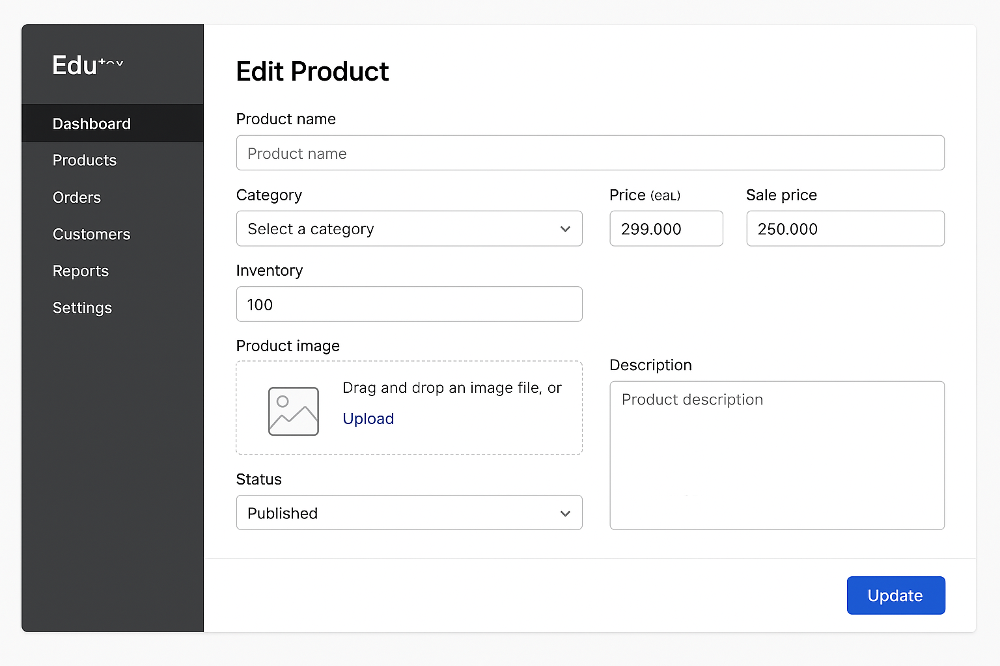 Edu
Dashboard
Products
Orders
Customers
Reports
Settings
Edit Product
Product name
Product name
Category
Select a category
Price (eaL)
299.000
Sale price
250.000
Inventory
100
Product image
Drag and drop an image file, or
Upload
Description
Product description
Status
Published
Update